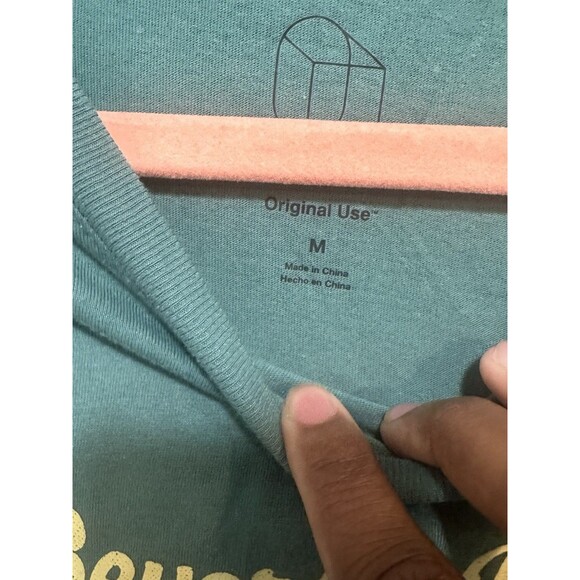 Original Use™
M
Made in China
Hecho en China